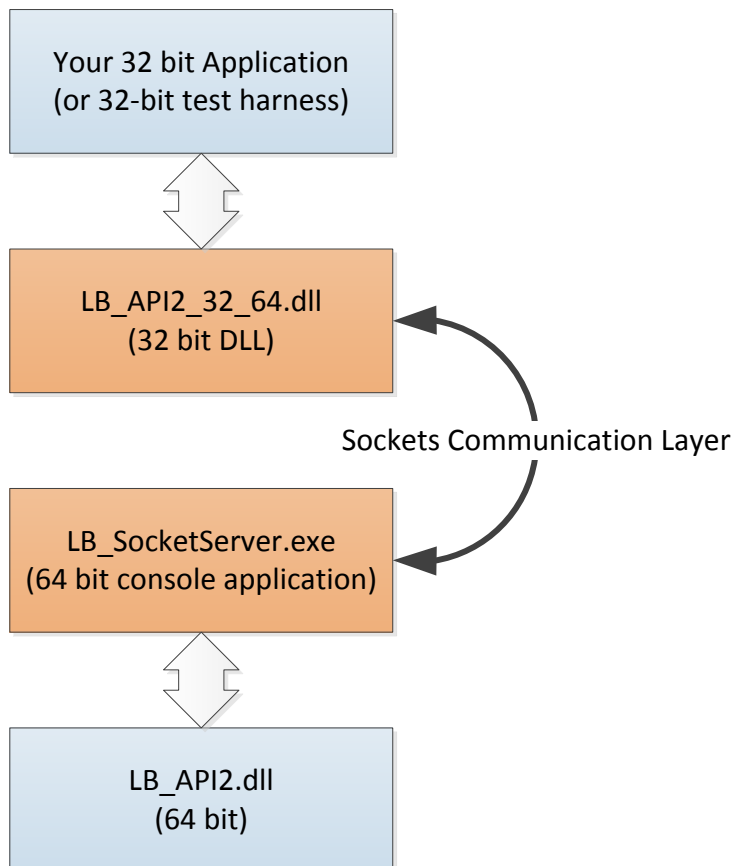 Your 32 bit Application
(or 32-bit test harness)
LB_API2_32_64.dll
(32 bit DLL)
Sockets Communication Layer
LB_SocketServer.exe
(64 bit console application)
LB_API2.dll
(64 bit)